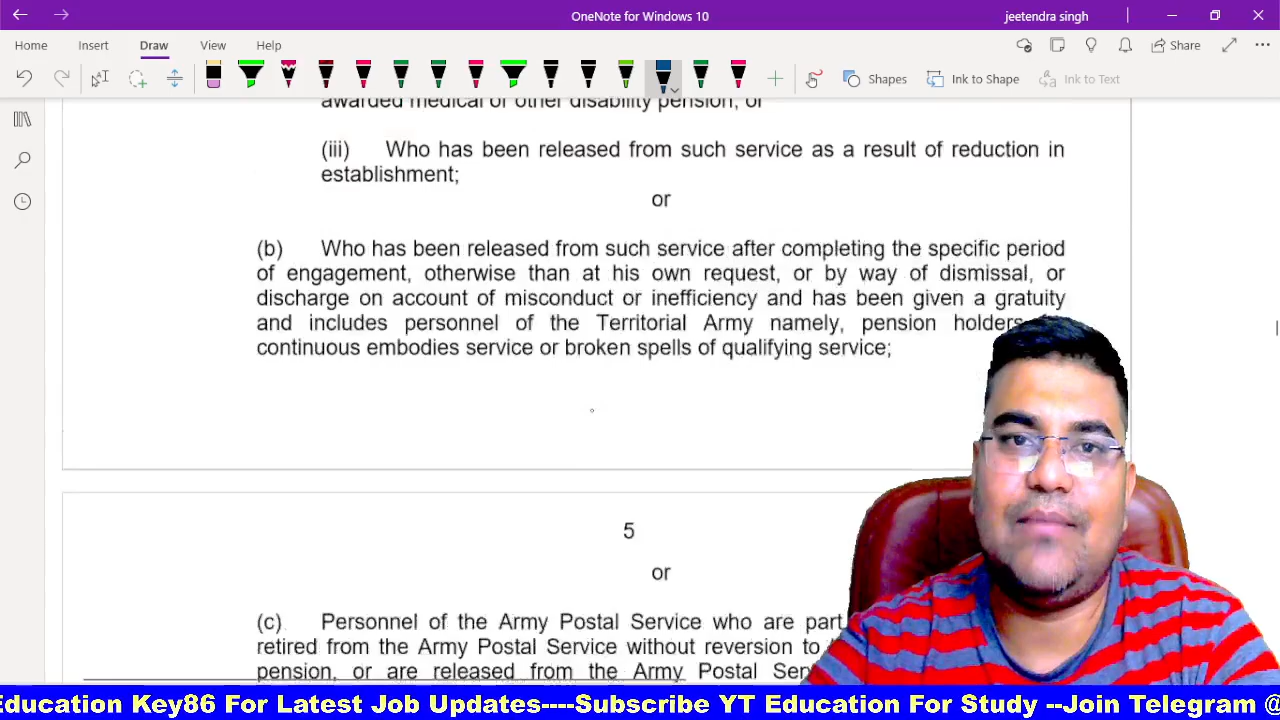 OneNote for Windows 10
jeetendra singh
Home
Insert
Draw
View
Help
Share
Shapes
Ink to Shape
Ink to Text
awarded medical or other disability pension; or
(iii) Who has been released from such service as a result of reduction in
establishment;
or
(b) Who has been released from such service after completing the specific period
of engagement, otherwise than at his own request, or by way of dismissal, or
discharge on account of misconduct or inefficiency and has been given a gratuity
and includes personnel of the Territorial Army namely, pension holders
continuous embodies service or broken spells of qualifying service;
5
or
(c) Personnel of the Army Postal Service who are part
retired from the Army Postal Service without reversion to
pension, or are released from the Army Postal
Education Key86 For Latest Job Updates----Subscribe YT Education For Study --Join Telegram @